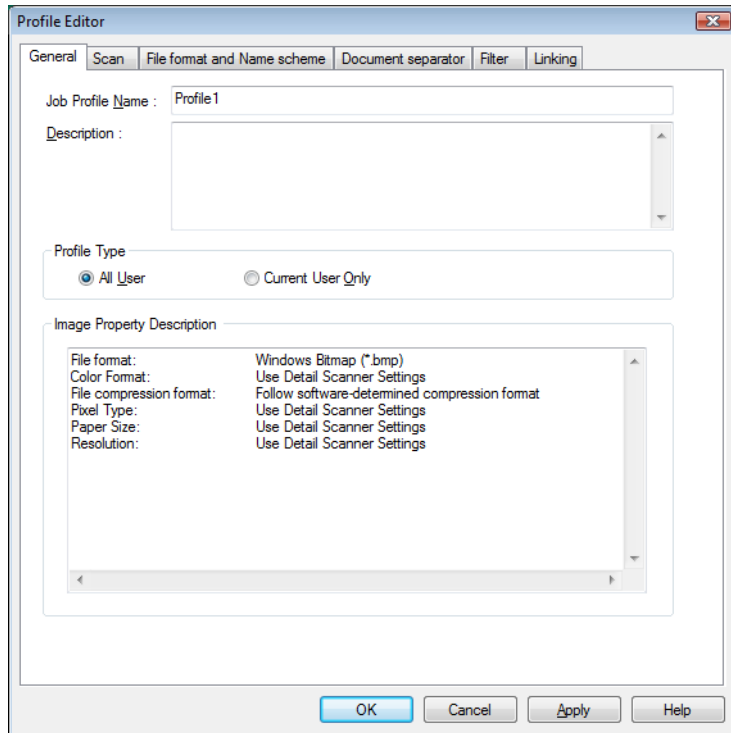 Profile Editor
General Scan File format and Name scheme Document separator Filter Linking
Job Profile Name : Profile1
Description :
Profile Type
All User Current User Only
Image Property Description
File format: Windows Bitmap (*.bmp)
Color Format: Use Detail Scanner Settings
File compression format: Follow software-determined compression format
Pixel Type: Use Detail Scanner Settings
Paper Size: Use Detail Scanner Settings
Resolution: Use Detail Scanner Settings
OK Cancel Apply Help